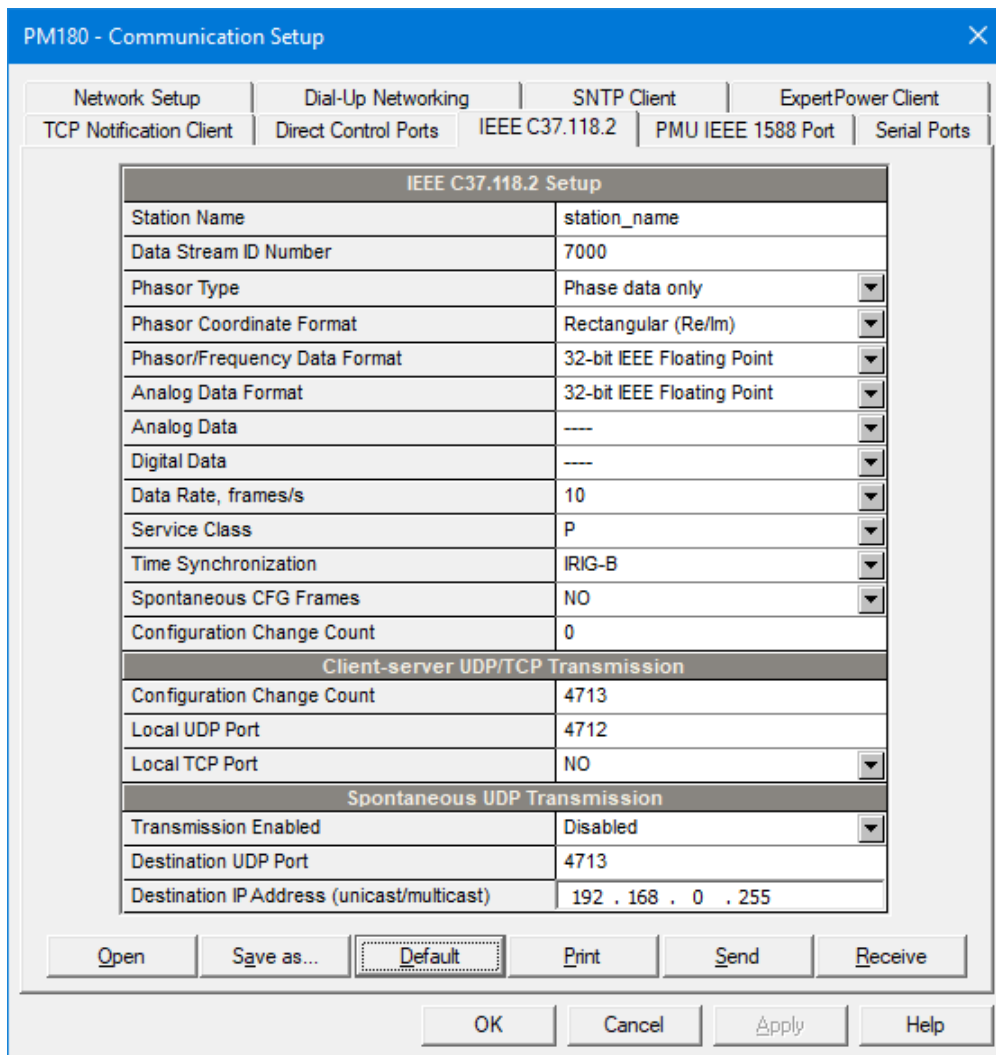 PM180 - Communication Setup
Network Setup Dial-Up Networking SNTP Client ExpertPower Client
TCP Notification Client Direct Control Ports IEEE C37.118.2 PMU IEEE 1588 Port Serial Ports
IEEE C37.118.2 Setup
Station Name station_name
Data Stream ID Number 7000
Phasor Type Phase data only
Phasor Coordinate Format Rectangular (Re/Im)
Phasor/Frequency Data Format 32-bit IEEE Floating Point
Analog Data Format 32-bit IEEE Floating Point
Analog Data ----
Digital Data ----
Data Rate, frames/s 10
Service Class P
Time Synchronization IRIG-B
Spontaneous CFG Frames NO
Configuration Change Count 0
Client-server UDP/TCP Transmission
Configuration Change Count 4713
Local UDP Port 4712
Local TCP Port NO
Spontaneous UDP Transmission
Transmission Enabled Disabled
Destination UDP Port 4713
Destination IP Address (unicast/multicast) 192 . 168 . 0 . 255
Open Save as... Default Print Send Receive
OK Cancel Apply Help